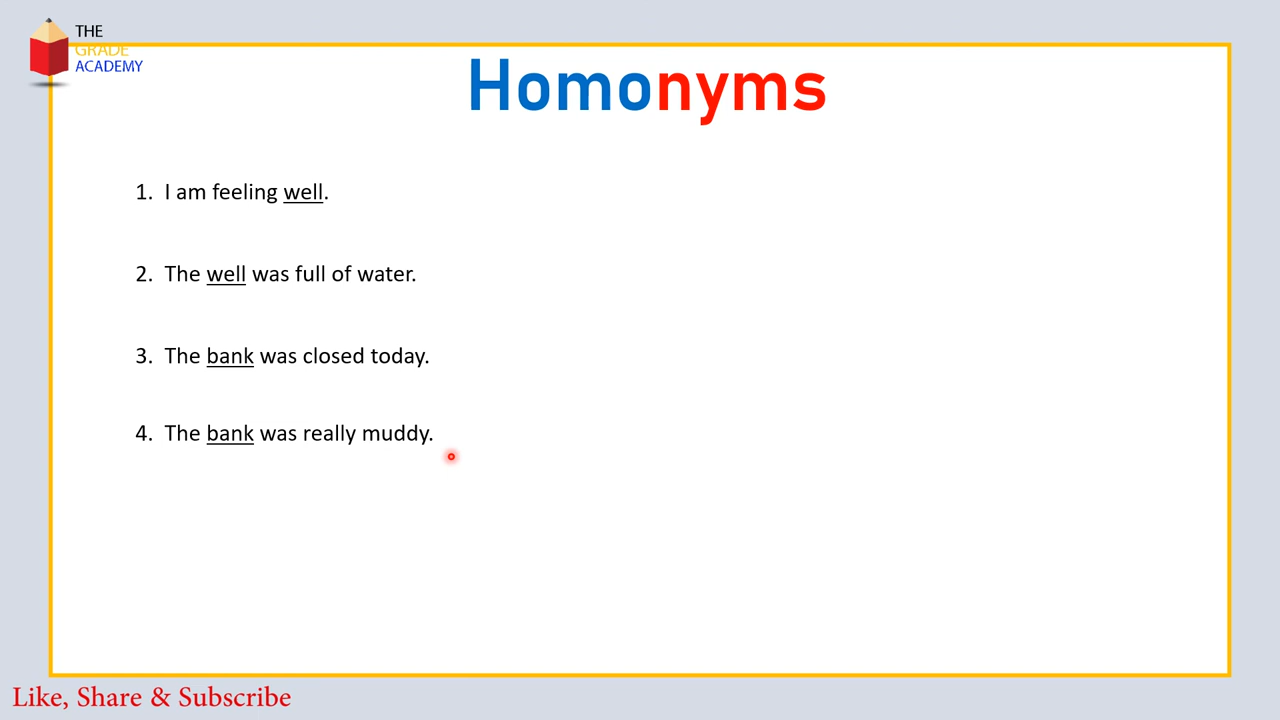 THE
GRADE
ACADEMY
Homonyms
1. I am feeling well.
2. The well was full of water.
3. The bank was closed today.
4. The bank was really muddy.
Like, Share & Subscribe